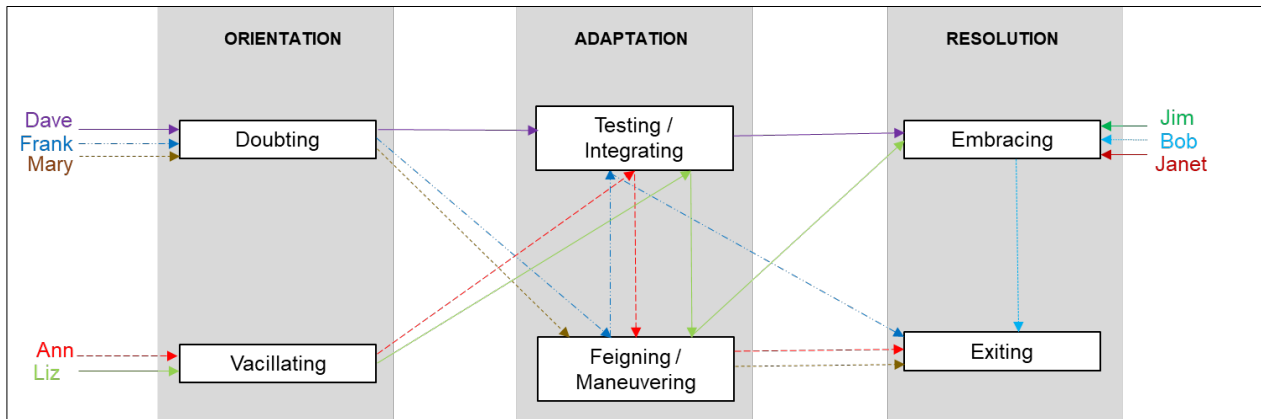 ORIENTATION
ADAPTATION
RESOLUTION
Dave
Frank
Mary
Doubting
Testing /
Integrating
Embracing
Jim
Bob
Janet
Ann
Liz
Vacillating
Feigning /
Maneuvering
Exiting